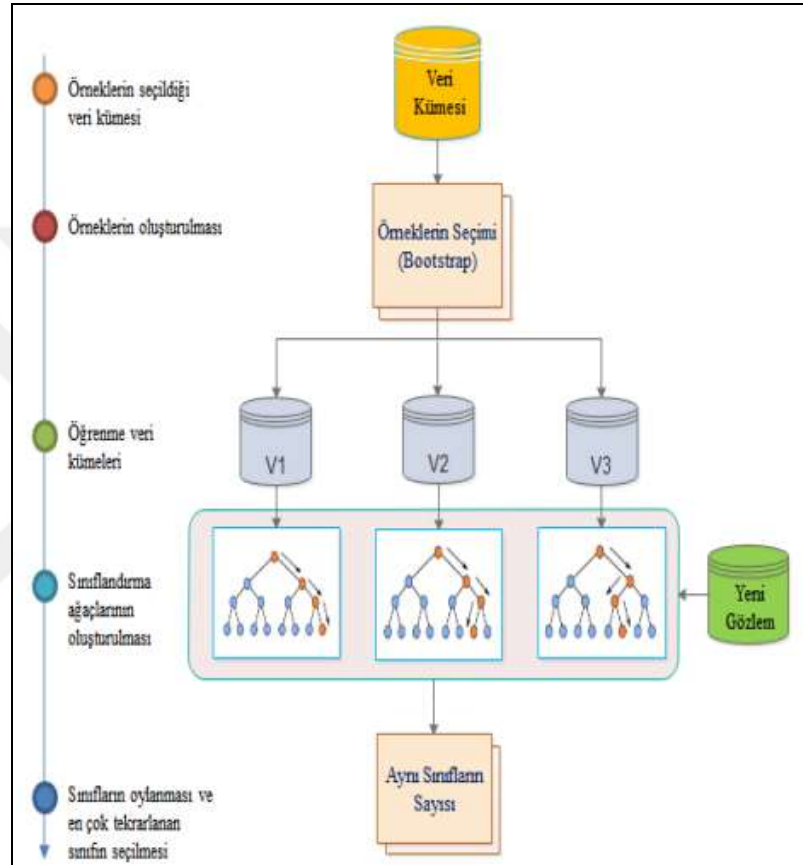 Örneklerin seçildiği
veri kümesi
Veri
Kümesi
Örneklerin oluşturulması
Örneklerin Seçimi
(Bootstrap)
Öğrenme veri
kümeleri
V1
V2
V3
Sınıflandırma
ağaçlarının
oluşturulması
Yeni
Gözlem
Aynı Sınıfların
Sayısı
Sınıfların oylanması ve
en çok tekrarlanan
sınıfın seçilmesi